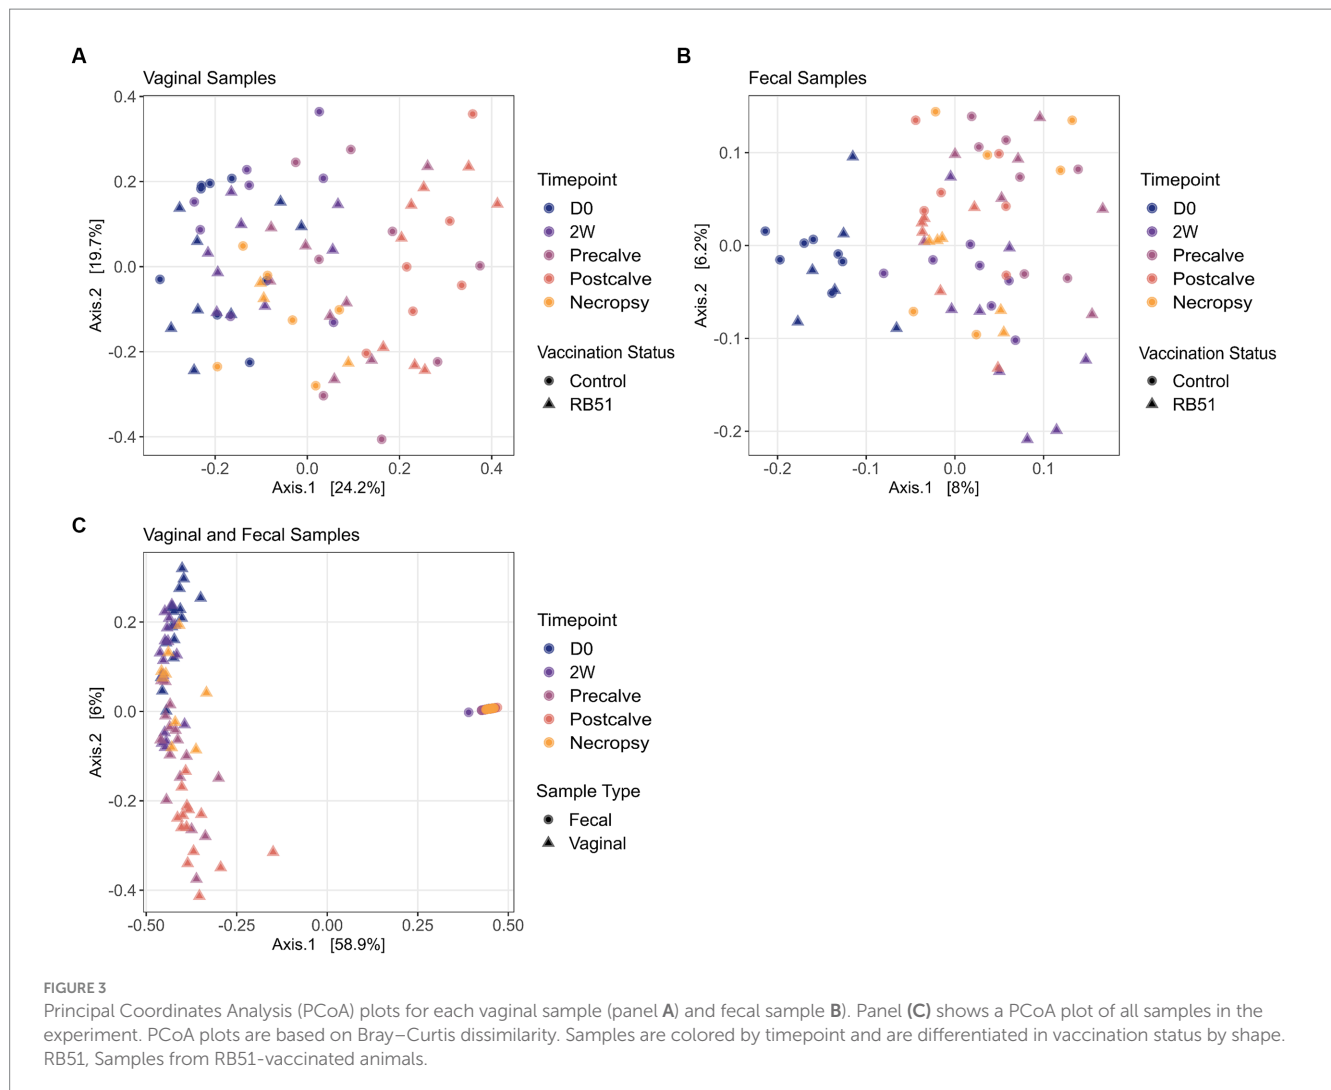 A
Vaginal Samples
0.4
0.2
0.0
-0.2
-0.4
Axis.2 [19.7%]
-0.2 0.0 0.2 0.4
Axis.1 [24.2%]
Timepoint
D0
2W
Precalve
Postcalve
Necropsy
Vaccination Status
Control
RB51
B
Fecal Samples
0.1
0.0
-0.1
-0.2
Axis.2 [6.2%]
-0.2 -0.1 0.0 0.1
Axis.1 [8%]
Timepoint
D0
2W
Precalve
Postcalve
Necropsy
Vaccination Status
Control
RB51
C
Vaginal and Fecal Samples
0.2
0.0
-0.2
-0.4
Axis.2 [6%]
-0.50 -0.25 0.00 0.25 0.50
Axis.1 [58.9%]
Timepoint
D0
2W
Precalve
Postcalve
Necropsy
Sample Type
Fecal
Vaginal
FIGURE 3
Principal Coordinates Analysis (PCoA) plots for each vaginal sample (panel A) and fecal sample B). Panel (C) shows a PCoA plot of all samples in the
experiment. PCoA plots are based on Bray–Curtis dissimilarity. Samples are colored by timepoint and are differentiated in vaccination status by shape.
RB51, Samples from RB51-vaccinated animals.